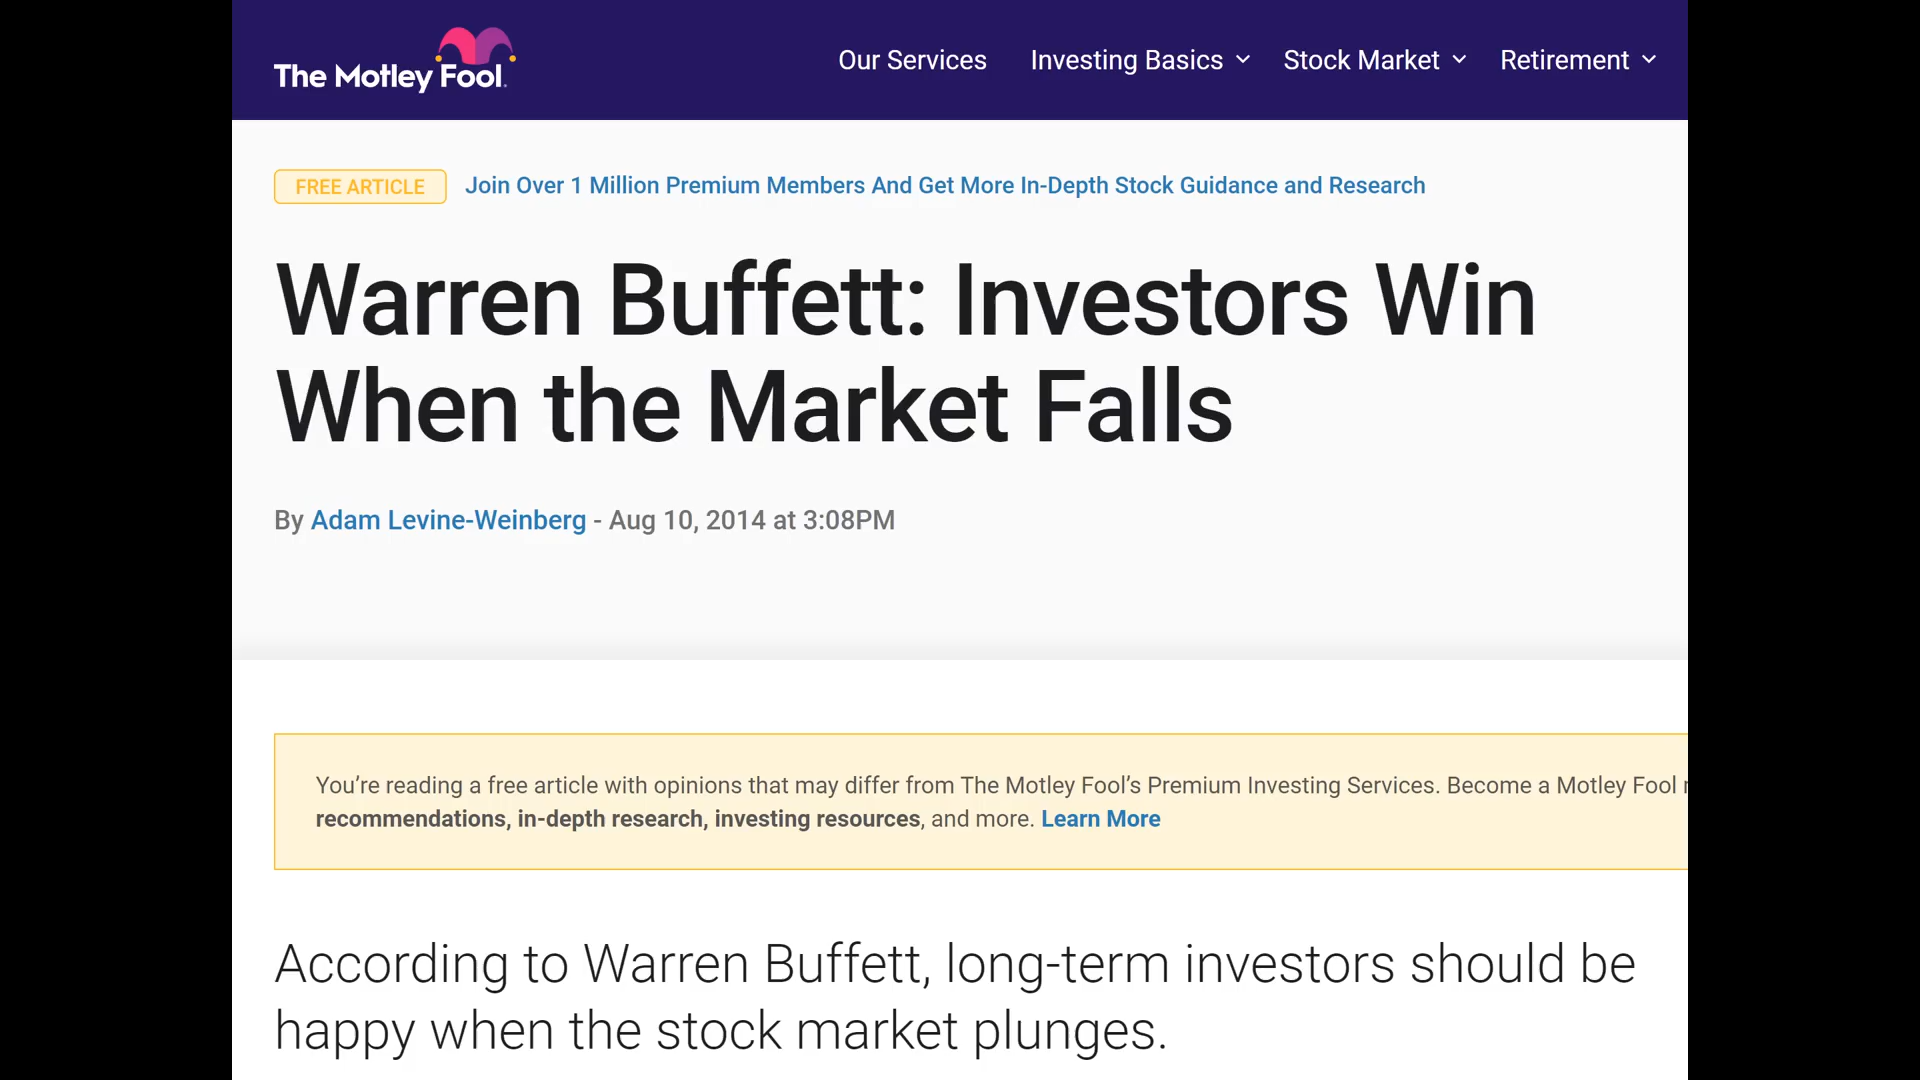 The Motley Fool.
Our Services Investing Basics Stock Market Retirement
FREE ARTICLE Join Over 1 Million Premium Members And Get More In-Depth Stock Guidance and Research
Warren Buffett: Investors Win
When the Market Falls
By Adam Levine-Weinberg - Aug 10, 2014 at 3:08PM
You’re reading a free article with opinions that may differ from The Motley Fool’s Premium Investing Services. Become a Motley Fool
recommendations, in-depth research, investing resources, and more. Learn More
According to Warren Buffett, long-term investors should be
happy when the stock market plunges.